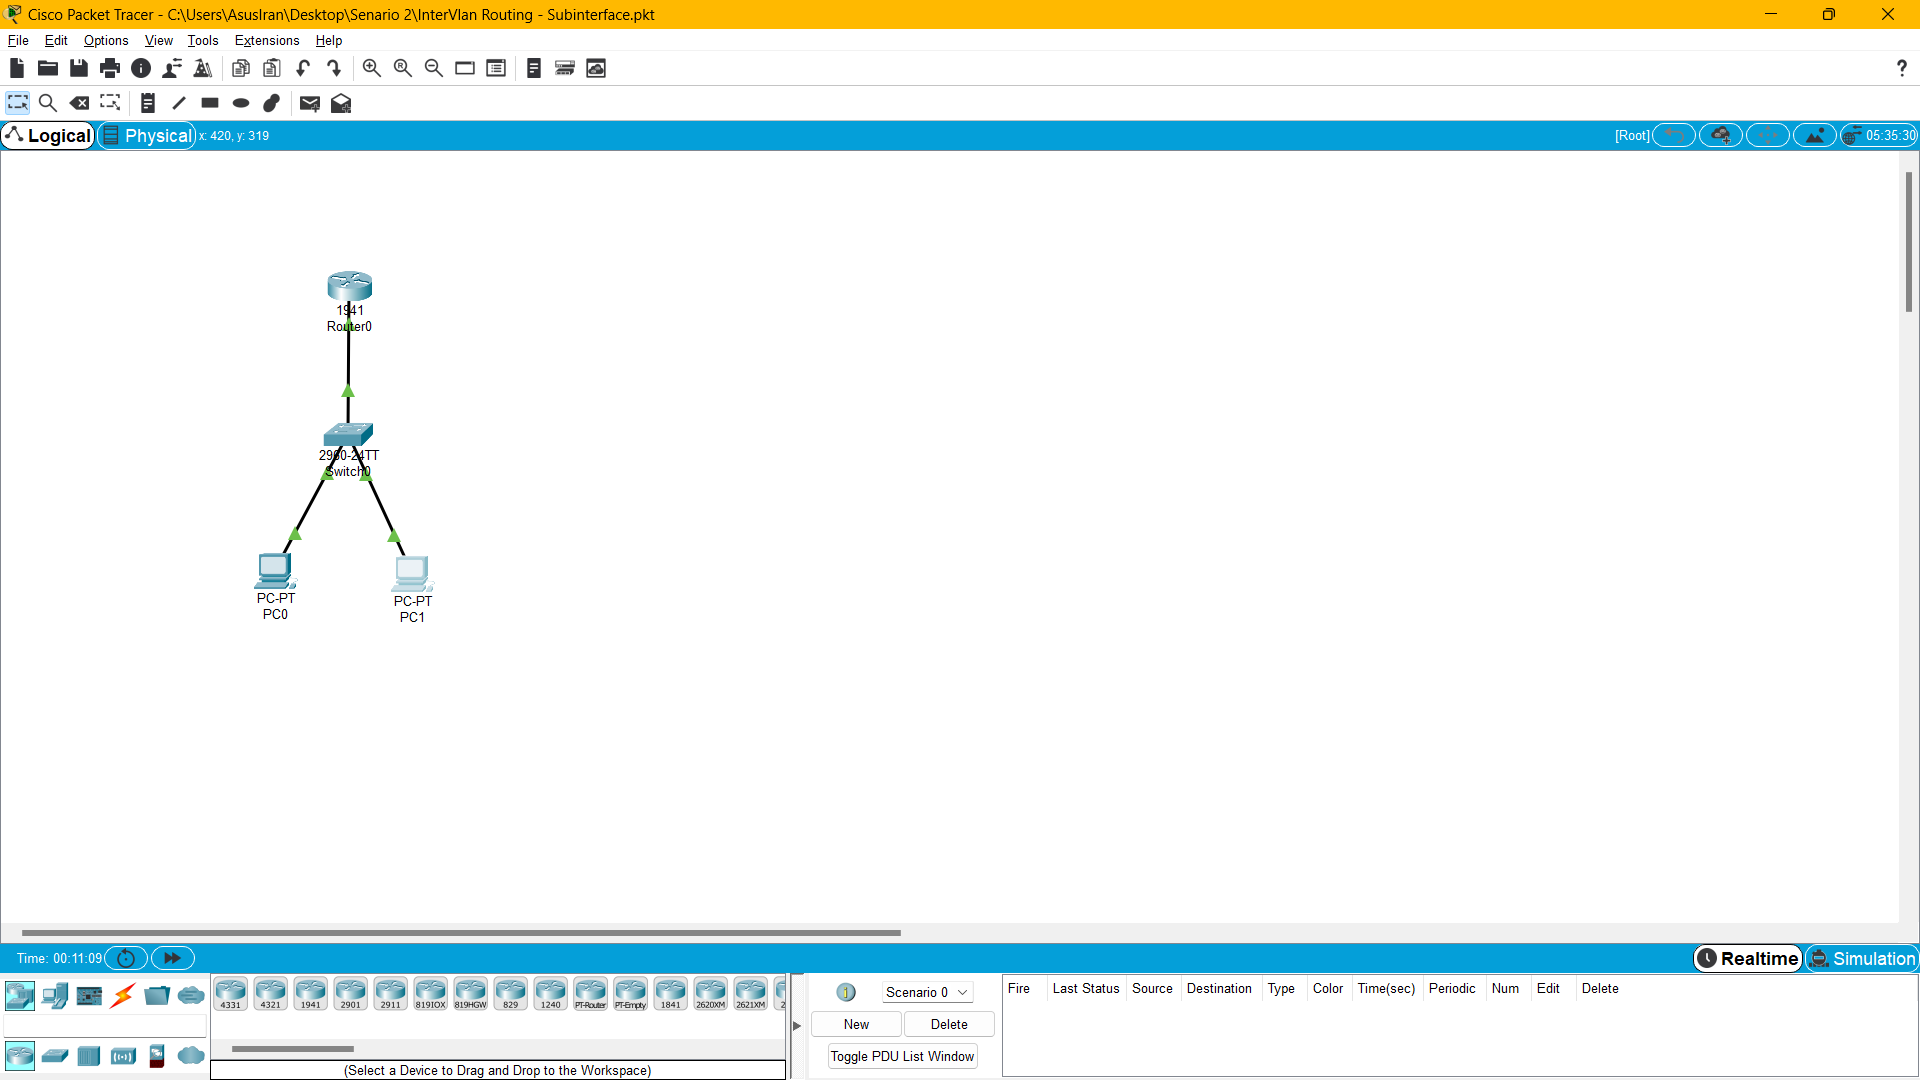 Cisco Packet Tracer - C:\Users\AsusIran\Desktop\Senario 2\InterVlan Routing - Subinterface.pkt
File Edit Options View Tools Extensions Help
Logical Physical x: 420, y: 319 [Root] 05:35:30
1941
Router0
2960-24TT
Switch0
PC-PT
PC0
PC-PT
PC1
Time: 00:11:09 Realtime Simulation
4331 4321 1941 2901 2911 819IOX 819HGW 829 1240 PT-Router PT-Empty 1841 2620XM 2621XM
(Select a Device to Drag and Drop to the Workspace)
Scenario 0
New Delete
Toggle PDU List Window
Fire Last Status Source Destination Type Color Time(sec) Periodic Num Edit Delete